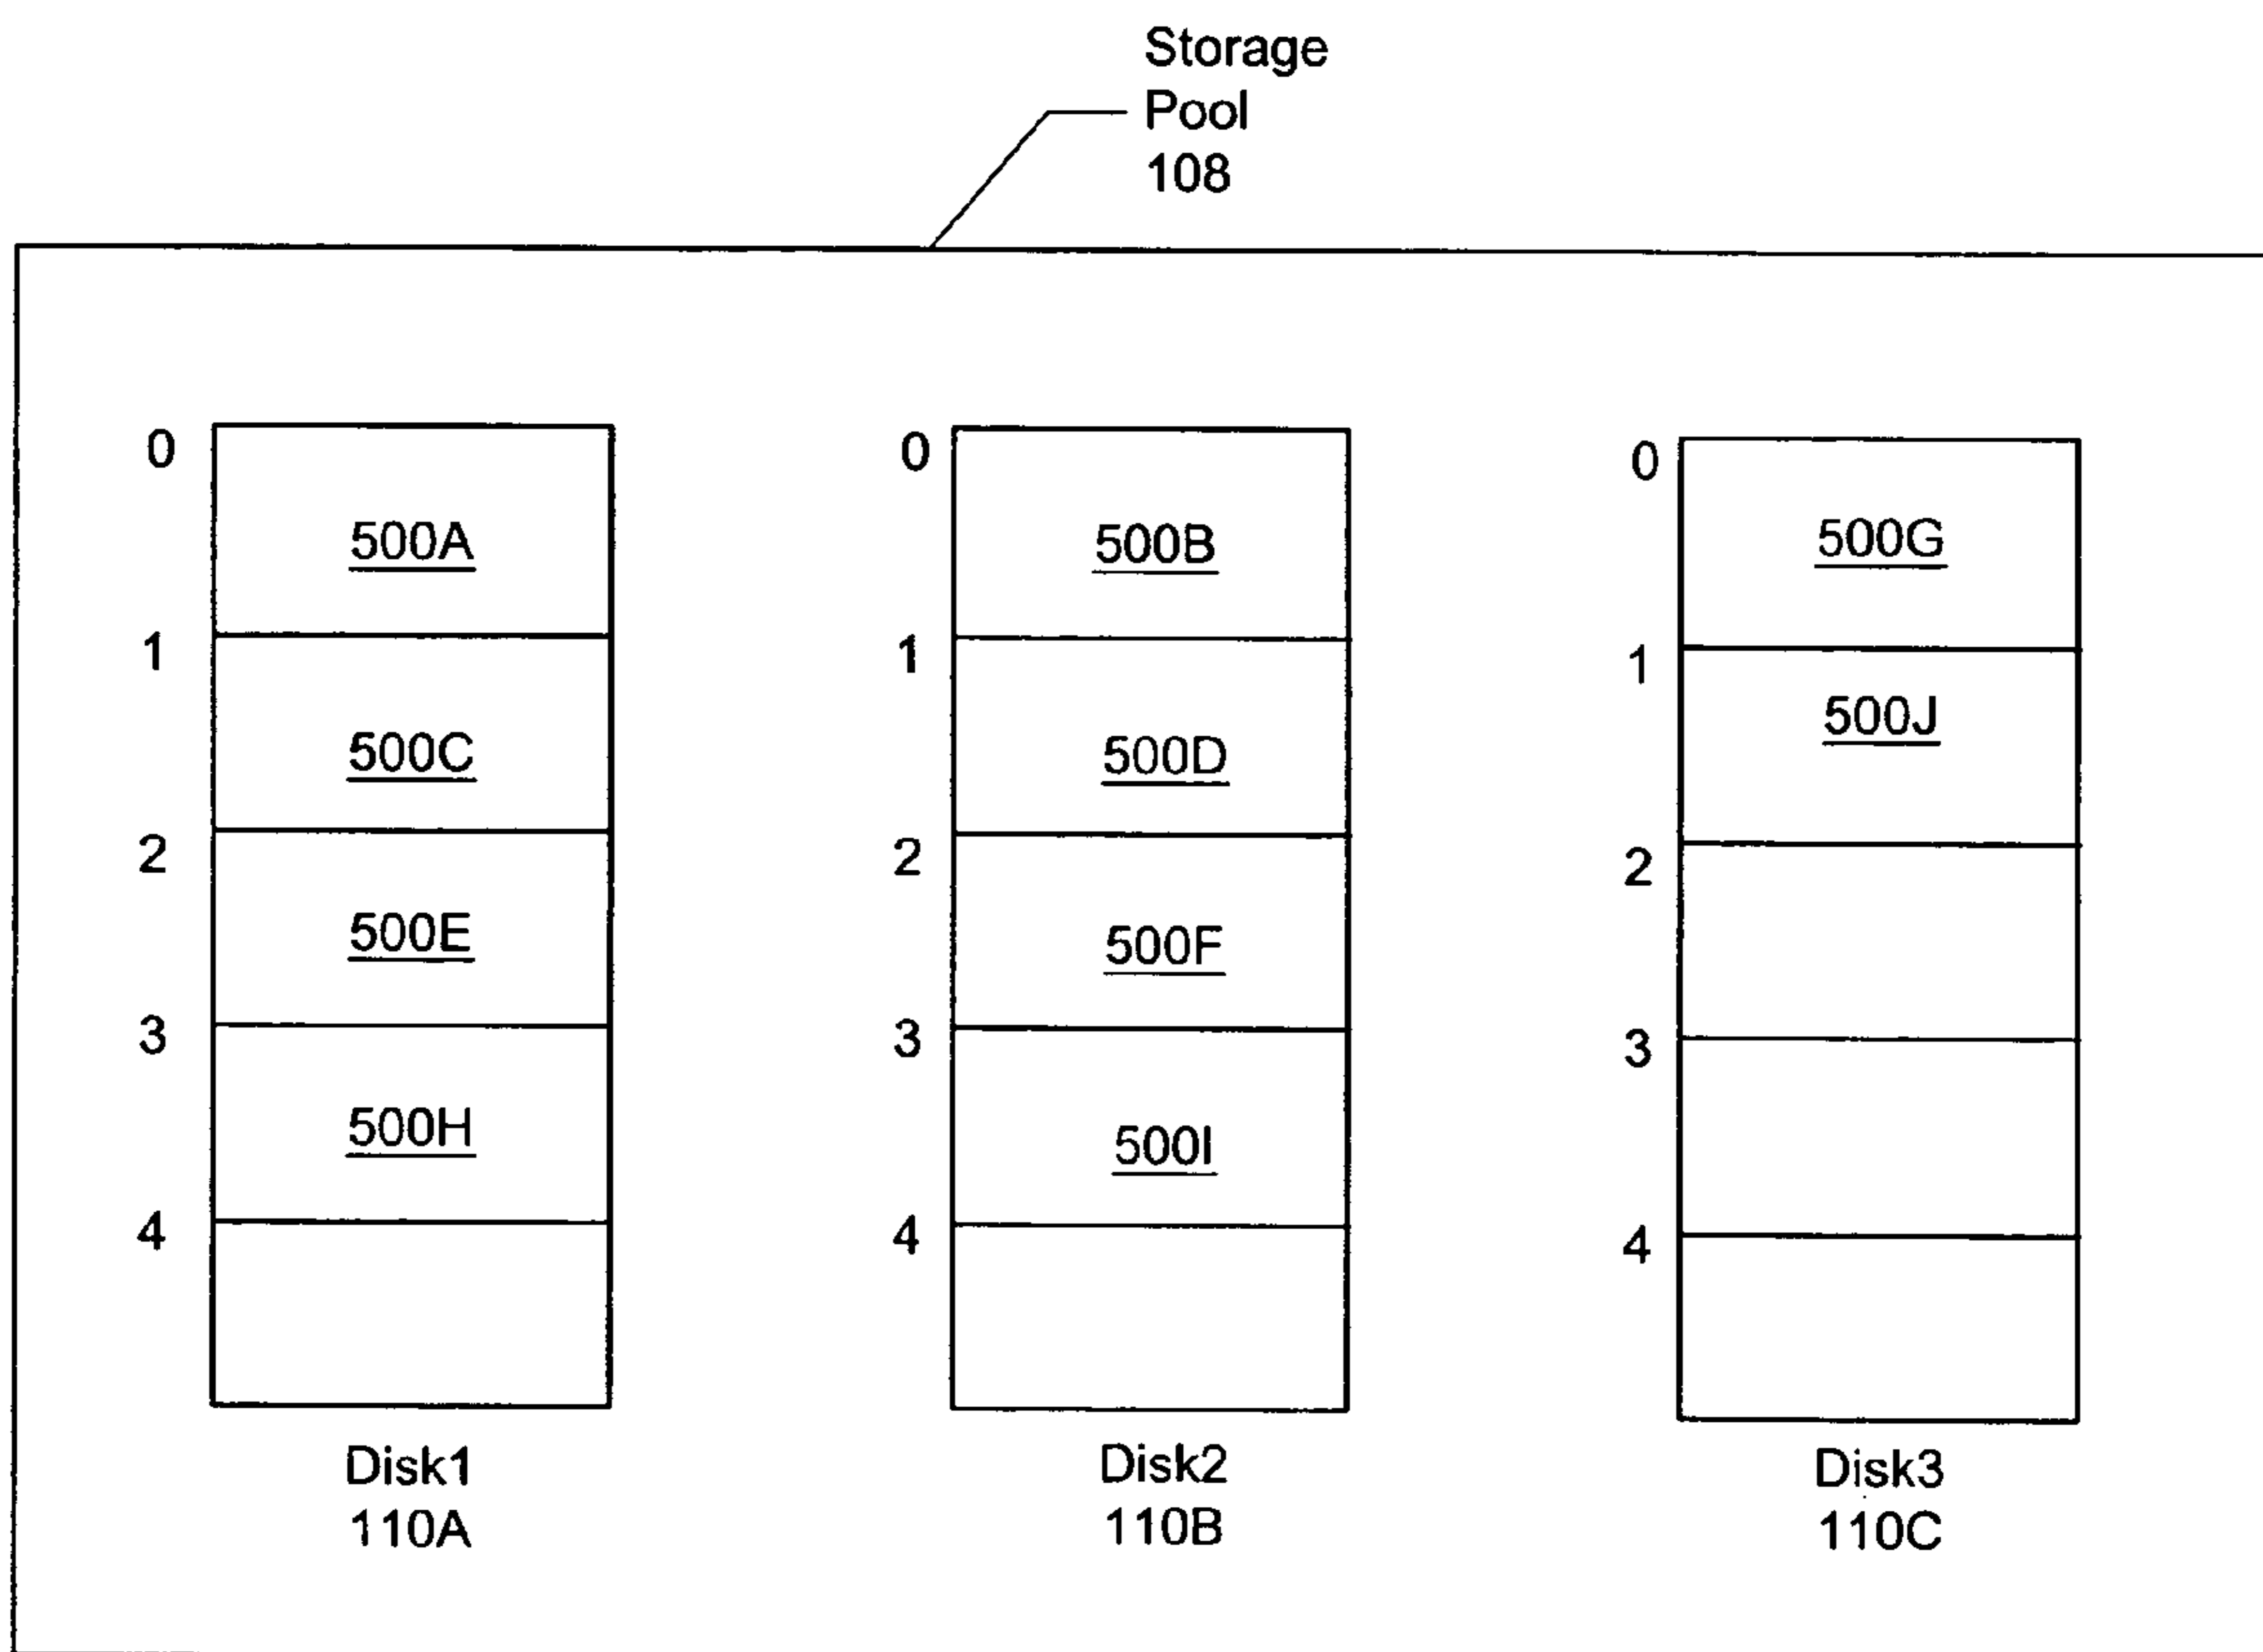 Storage
Pool
108
0
500A
1
500C
2
500E
3
500H
4
Disk1
110A
0
500B
1
500D
2
500F
3
500I
4
Disk2
110B
0
500G
1
500J
2
3
4
Disk3
110C